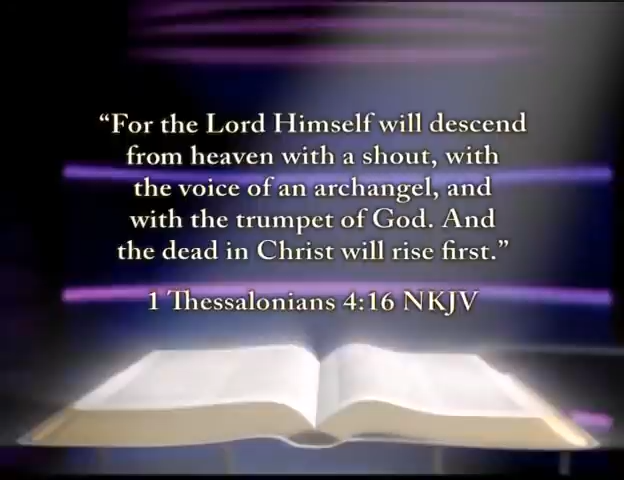 “For the Lord Himself will descend
from heaven with a shout, with
the voice of an archangel, and
with the trumpet of God. And
the dead in Christ will rise first.”
1 Thessalonians 4:16 NKJV